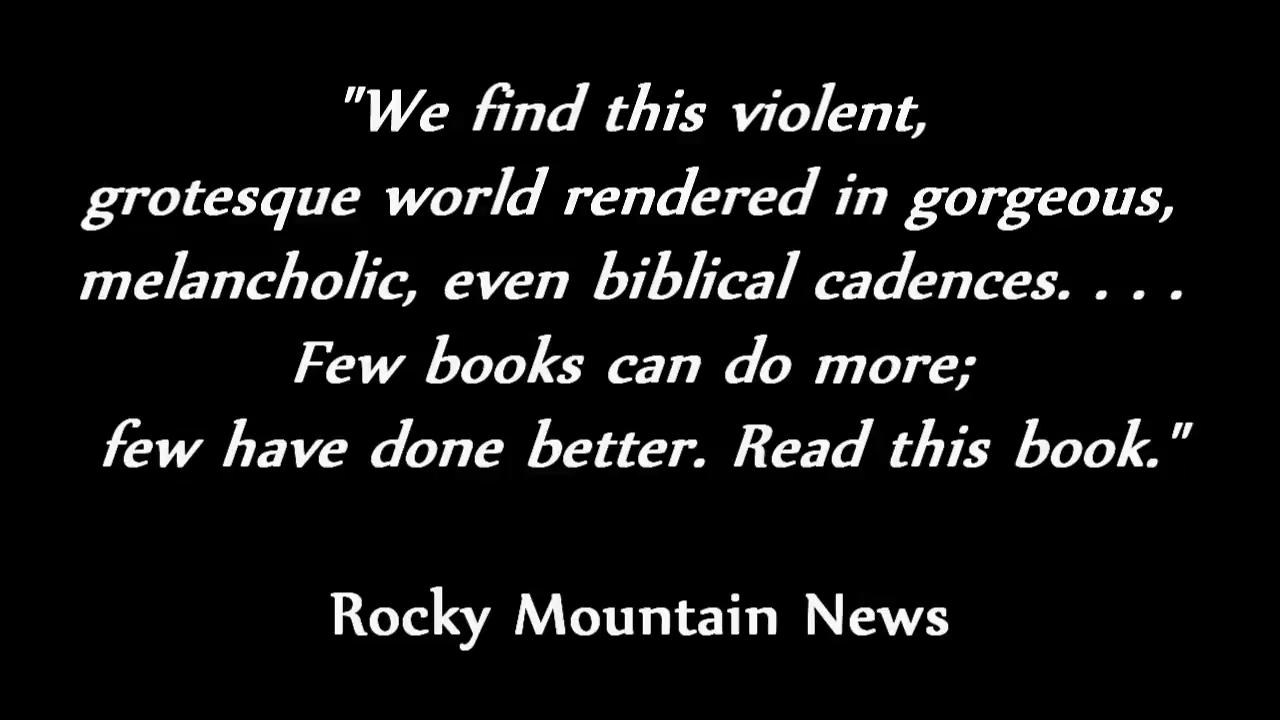 "We find this violent,
grotesque world rendered in gorgeous,
melancholic, even biblical cadences. . . .
Few books can do more;
few have done better. Read this book."
Rocky Mountain News